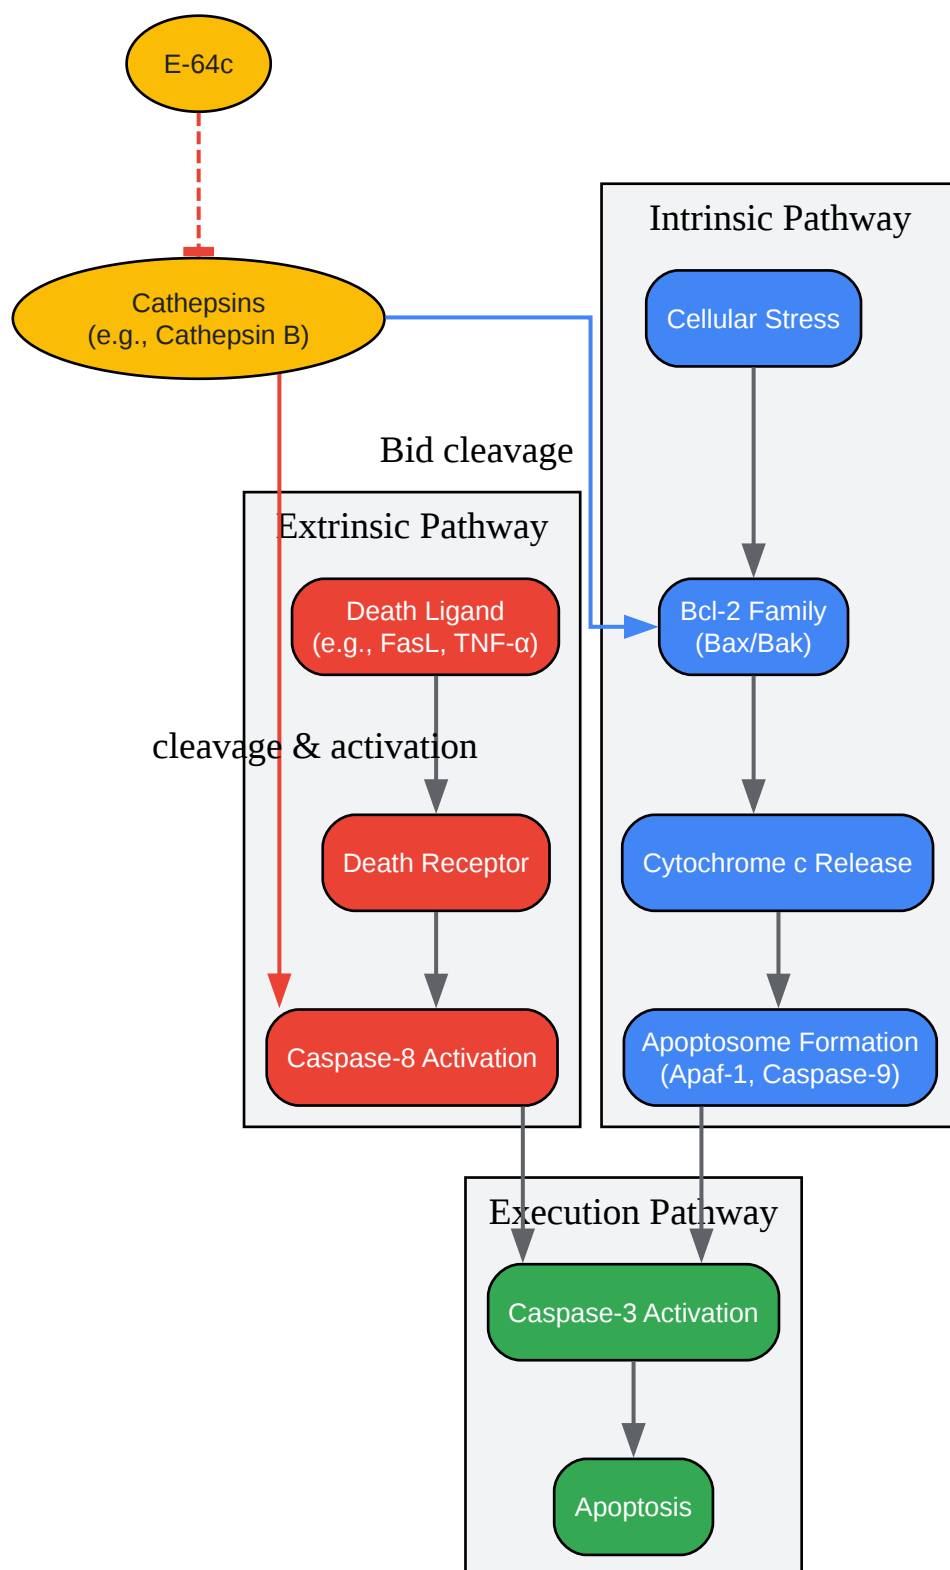 E-64c
Intrinsic Pathway
Cathepsins
(e.g., Cathepsin B)
Cellular Stress
Bid cleavage
Extrinsic Pathway
Death Ligand
(e.g., FasL, TNF-α)
Bcl-2 Family
(Bax/Bak)
cleavage & activation
Death Receptor
Cytochrome c Release
Caspase-8 Activation
Apoptosome Formation
(Apaf-1, Caspase-9)
Execution Pathway
Caspase-3 Activation
Apoptosis